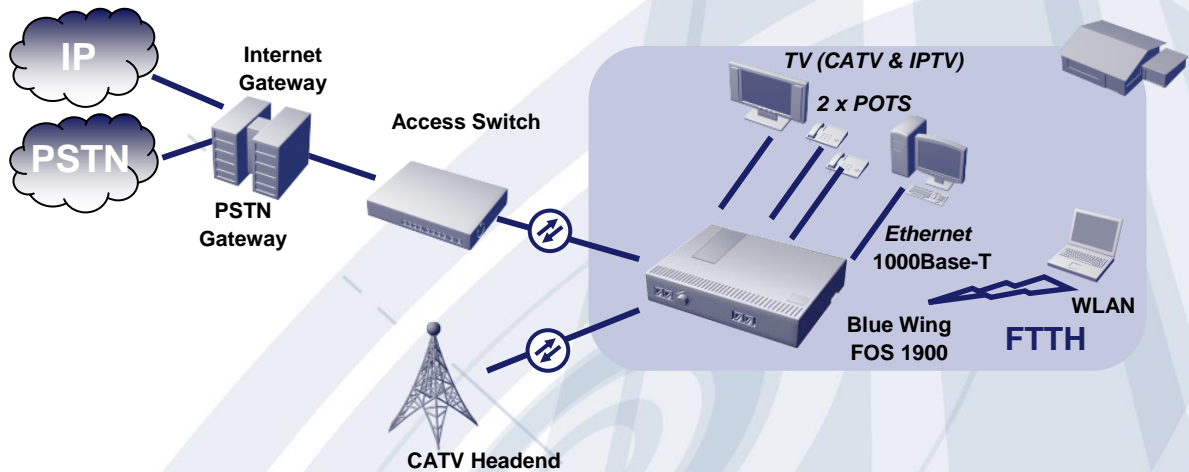 IP
PSTN
Internet
Gateway
PSTN
Gateway
Access Switch
CATV Headend
TV (CATV & IPTV)
2 x POTS
Ethernet
1000Base-T
Blue Wing
FOS 1900
WLAN
FTTH